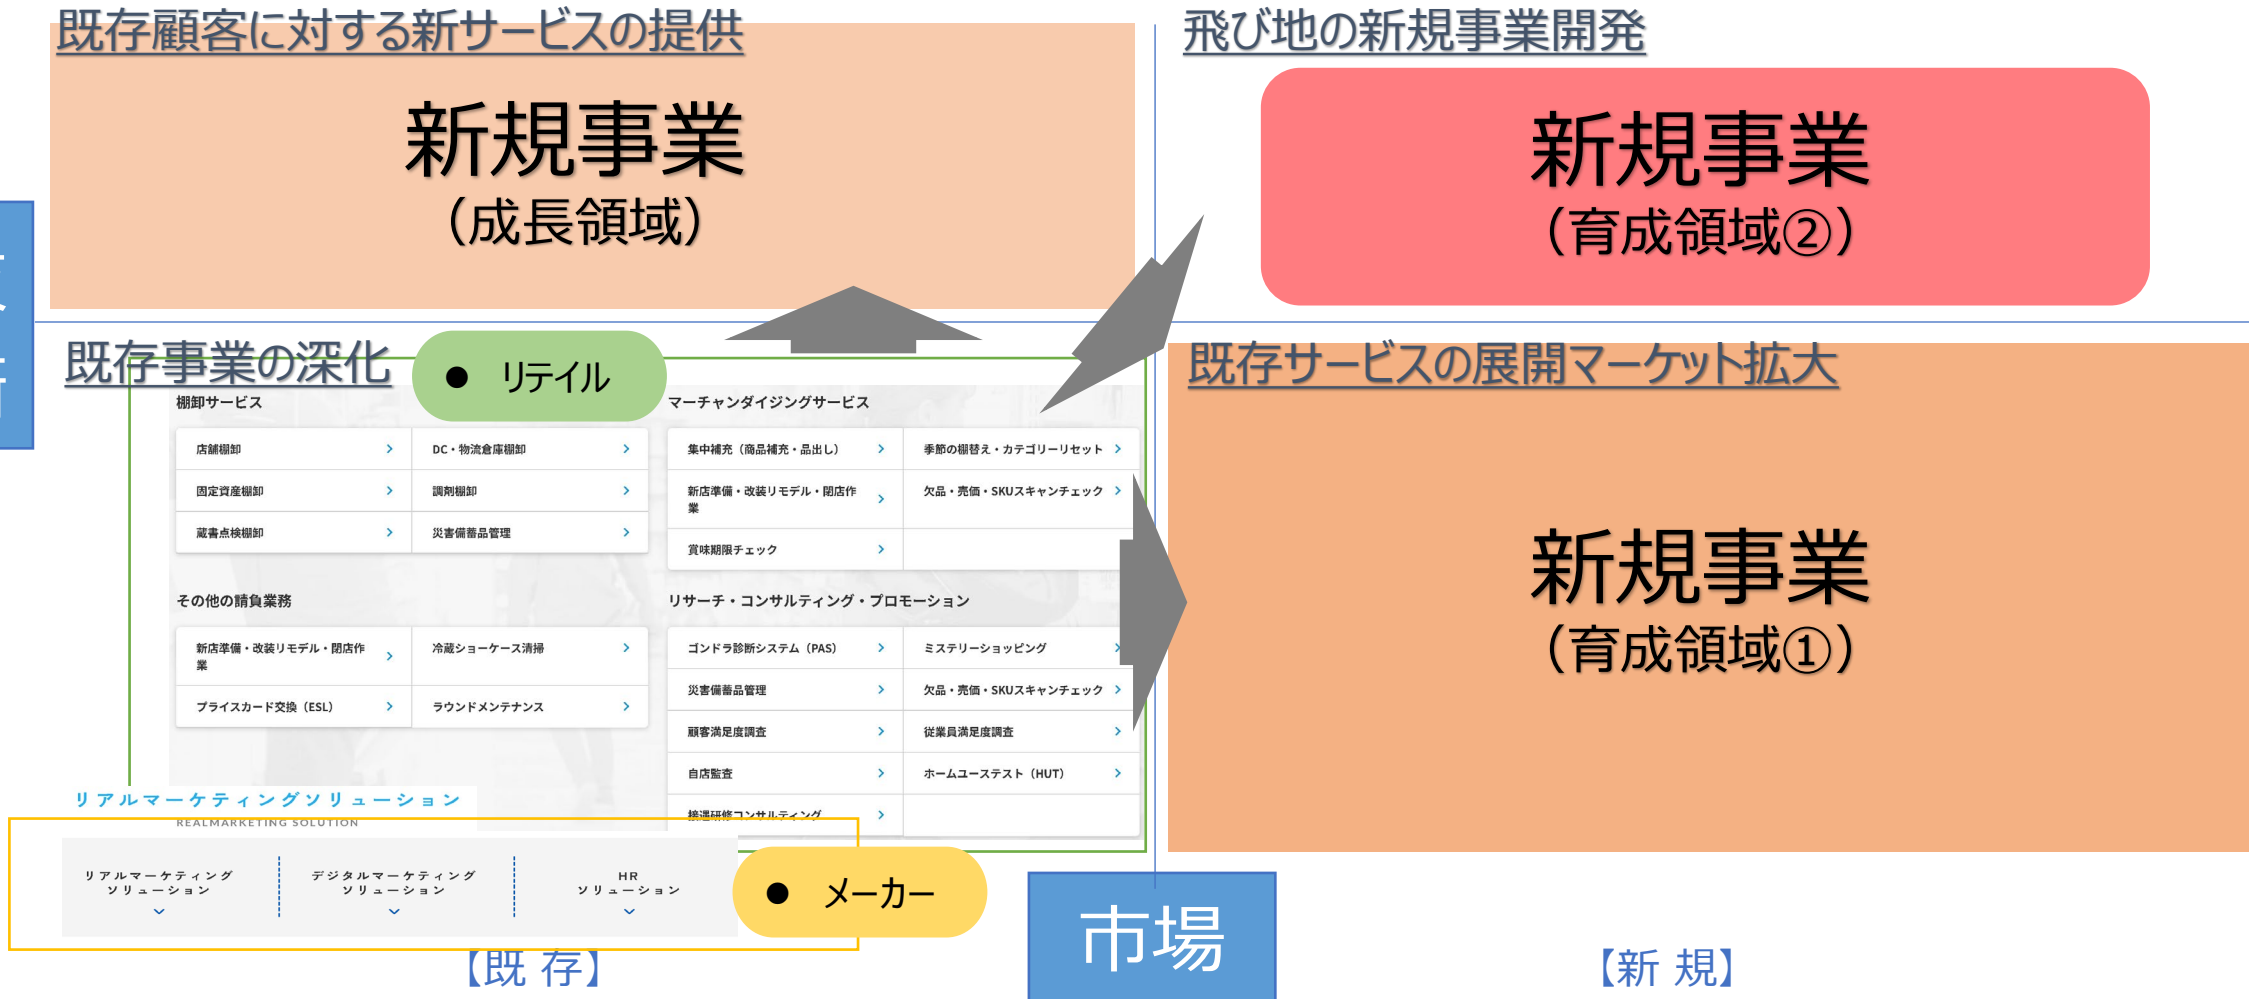 既存顧客に対する新サービスの提供
新規事業
（成長領域）
飛び地の新規事業開発
新規事業
（育成領域②）
既存事業の深化
● リテイル
棚卸サービス
店舗棚卸
DC・物流倉庫棚卸
固定資産棚卸
調剤棚卸
蔵書点検棚卸
災害備蓄品管理
マーチャンダイジングサービス
集中補充（商品補充・品出し）
季節の棚替え・カテゴリーリセット
新店準備・改装リモデル・閉店作
業
欠品・売価・SKUスキャンチェック
賞味期限チェック
その他の請負業務
新店準備・改装リモデル・閉店作
業
冷蔵ショーケース清掃
プライスカード交換（ESL）
ラウンドメンテナンス
リサーチ・コンサルティング・プロモーション
ゴンドラ診断システム（PAS）
ミステリーショッピング
災害備蓄品管理
欠品・売価・SKUスキャンチェック
顧客満足度調査
従業員満足度調査
自店監査
ホームユーステスト（HUT）
接遇研修コンサルティング
リアルマーケティングソリューション
REALMARKETING SOLUTION
リアルマーケティング
ソリューション
デジタルマーケティング
ソリューション
HR
ソリューション
● メーカー
既存サービスの展開マーケット拡大
新規事業
（育成領域①）
【既 存】
市場
【新 規】